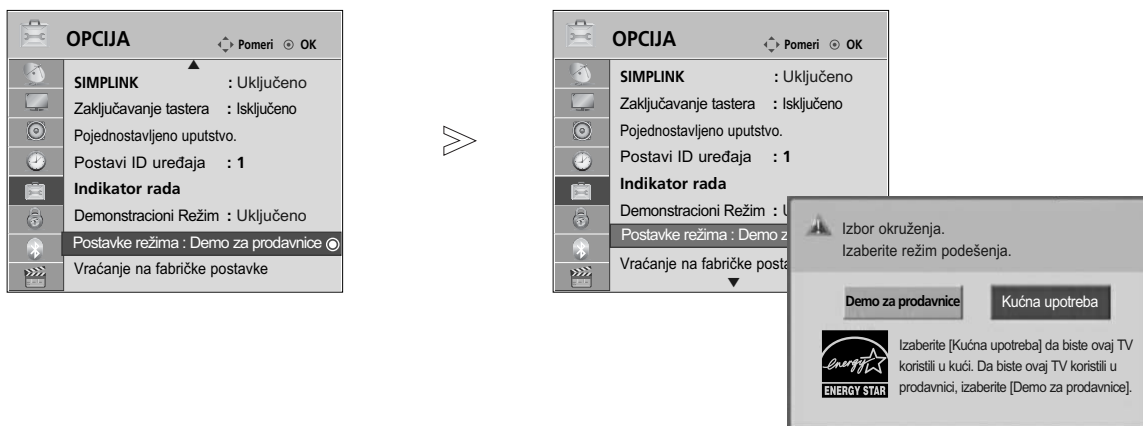 OPCIJA
Pomeri OK
SIMPLINK : Uključeno
Zaključavanje tastera : Isključeno
Pojednostavljeno uputstvo.
Postavi ID uređaja : 1
Indikator rada
Demonstracioni Režim : Uključeno
Postavke režima : Demo za prodavnice
Vraćanje na fabričke postavke
OPCIJA
Pomeri OK
SIMPLINK : Uključeno
Zaključavanje tastera : Isključeno
Pojednostavljeno uputstvo.
Postavi ID uređaja : 1
Indikator rada
Demonstracioni Režim :
Postavke režima : Demo
Vraćanje na fabričke
Izbor okruženja.
Izaberite režim podešenja.
Demo za prodavnice
Kućna upotreba
energy
ENERGY STAR
Izaberite [Kućna upotreba] da biste ovaj TV
koristili u kući. Da biste ovaj TV koristili u
prodavnici, izaberite [Demo za prodavnice].